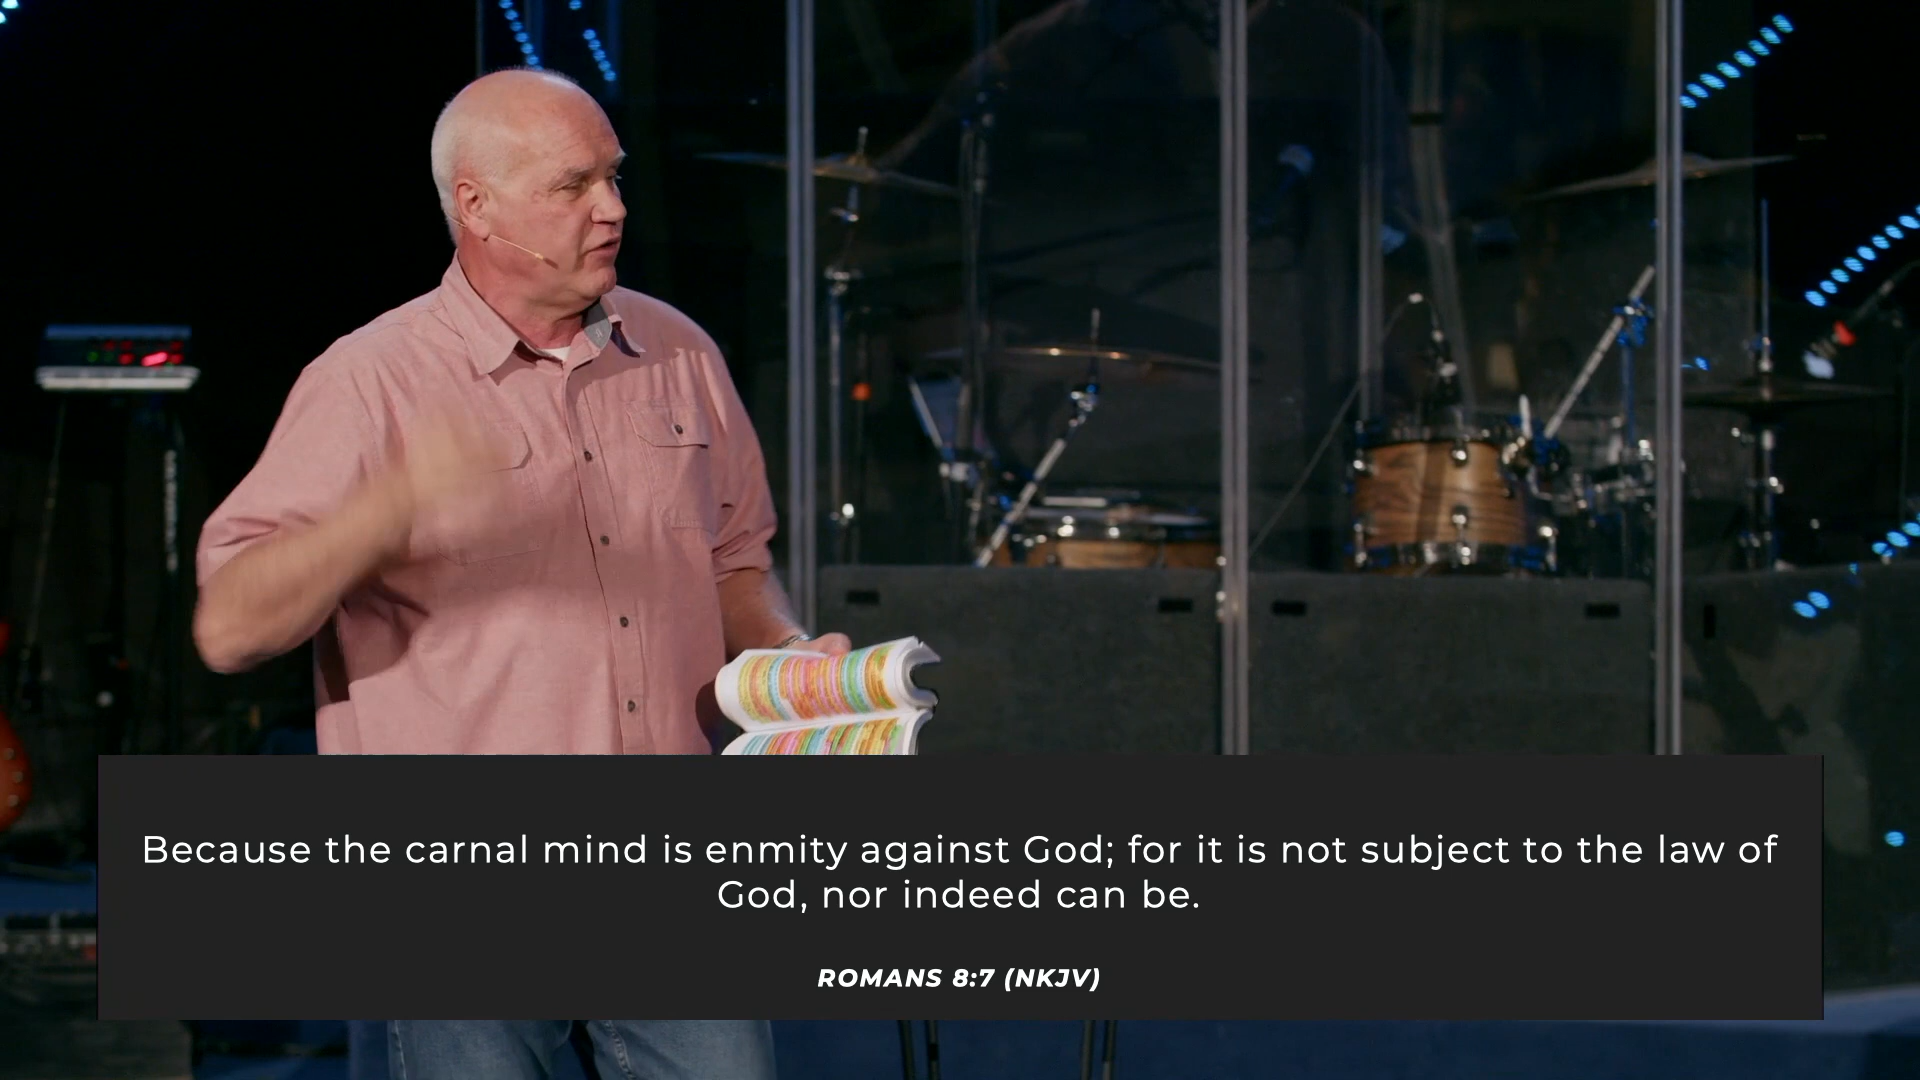 Because the carnal mind is enmity against God; for it is not subject to the law of
God, nor indeed can be.
ROMANS 8:7 (NKJV)